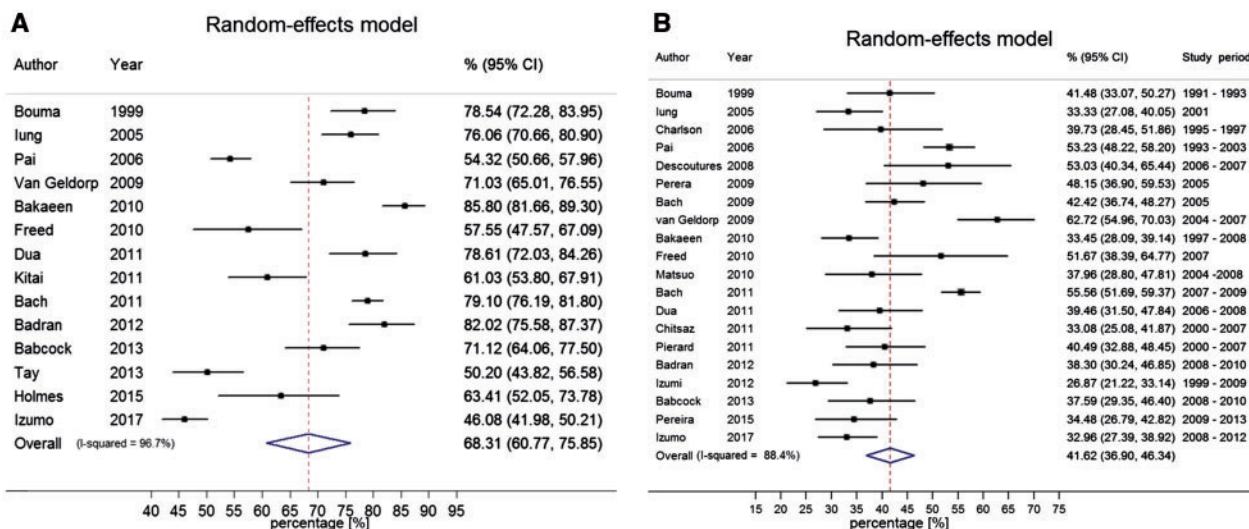 A
Random-effects model
Author Year % (95% CI)
Bouma 1999 78.54 (72.28, 83.95)
Iung 2005 76.06 (70.66, 80.90)
Pai 2006 54.32 (50.66, 57.96)
Van Geldorp 2009 71.03 (65.01, 76.55)
Bakaeen 2010 85.80 (81.66, 89.30)
Freed 2010 57.55 (47.57, 67.09)
Dua 2011 78.61 (72.03, 84.26)
Kitai 2011 61.03 (53.80, 67.91)
Bach 2011 79.10 (76.19, 81.80)
Badran 2012 82.02 (75.58, 87.37)
Babcock 2013 71.12 (64.06, 77.50)
Tay 2013 50.20 (43.82, 56.58)
Holmes 2015 63.41 (52.05, 73.78)
Izumo 2017 46.08 (41.98, 50.21)
Overall (I-squared = 96.7%) 68.31 (60.77, 75.85)
40 45 50 55 60 65 70 75 80 85 90 95
percentage [%]
B
Random-effects model
Author Year % (95% CI) Study period
Bouma 1999 41.48 (33.07, 50.27) 1991 - 1993
Iung 2005 33.33 (27.08, 40.05) 2001
Charlson 2006 39.73 (28.45, 51.86) 1995 - 1997
Pai 2006 53.23 (48.22, 58.20) 1993 - 2003
Descoutures 2008 53.03 (40.34, 65.44) 2006 - 2007
Perera 2009 48.15 (36.90, 59.53) 2005
Bach 2009 42.42 (36.74, 48.27) 2005
van Geldorp 2009 62.72 (54.96, 70.03) 2004 - 2007
Bakaeen 2010 33.45 (28.09, 39.14) 1997 - 2008
Freed 2010 51.67 (38.39, 64.77) 2007
Matsuo 2010 37.96 (28.80, 47.81) 2004 -2008
Bach 2011 55.56 (51.69, 59.37) 2007 - 2009
Dua 2011 39.46 (31.50, 47.84) 2006 - 2008
Chitsaz 2011 33.08 (25.08, 41.87) 2000 - 2007
Pierard 2011 40.49 (32.88, 48.45) 2000 - 2007
Badran 2012 38.30 (30.24, 46.85) 2008 - 2010
Izumi 2012 26.87 (21.22, 33.14) 1999 - 2009
Babcock 2013 37.59 (29.35, 46.40) 2008 - 2010
Pereira 2015 34.48 (26.79, 42.82) 2009 - 2013
Izumo 2017 32.96 (27.39, 38.92) 2008 - 2012
Overall (I-squared = 88.4%) 41.62 (36.90, 46.34)
15 20 25 30 35 40 45 50 55 60 65 70 75
percentage [%]